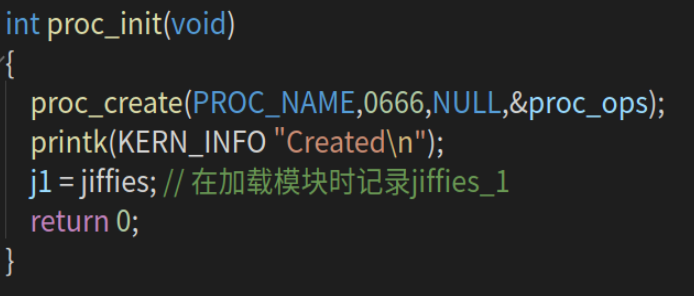 int proc_init(void)
{
proc_create(PROC_NAME,0666,NULL,&proc_ops);
printk(KERN_INFO "Created\n");
j1 = jiffies; // 在加载模块时记录jiffies_1
return 0;
}